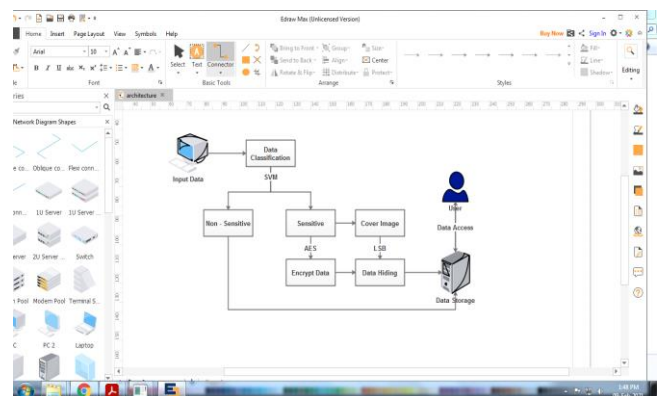 Edraw Max (Unlicenced Version)
Home Insert Page Layout View Symbols Help
Buy Now Sign In
Arial 10
Select Text Connector
Bring to Front Group Size
Send to Back Align Center
Rotate & Flip Distribute Protect
Fill
Line
Shadow
Editing
Font Basic Tools Arrange Styles
architecture
Network Diagram Shapes
Oblique co... Flexi conn...
1U Server 1U Server
2U Server ... Switch
Pool Modem Pool Terminal S...
PC 2 Laptop
Input Data
Data
Classification
SVM
Non - Sensitive
Sensitive
Cover Image
AES
LSB
Encrypt Data
Data Hiding
User
Data Access
Data Storage
1:48 PM